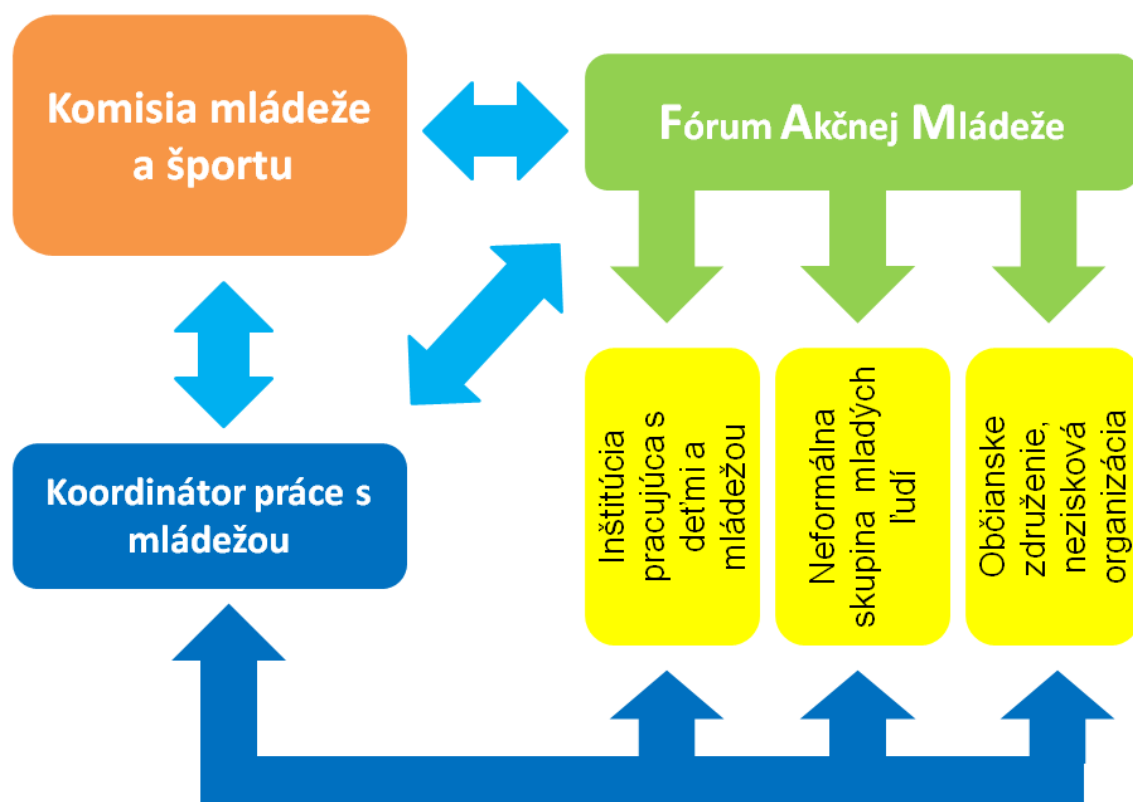 Komisia mládeže
a športu
Fórum Akčnej Mládeže
Koordinátor práce s
mládežou
Inštitúcia
pracujúca s
deťmi a
mládežou
Neformálna
skupina mladých
ľudí
Občianske
združenie,
nezisková
organizácia